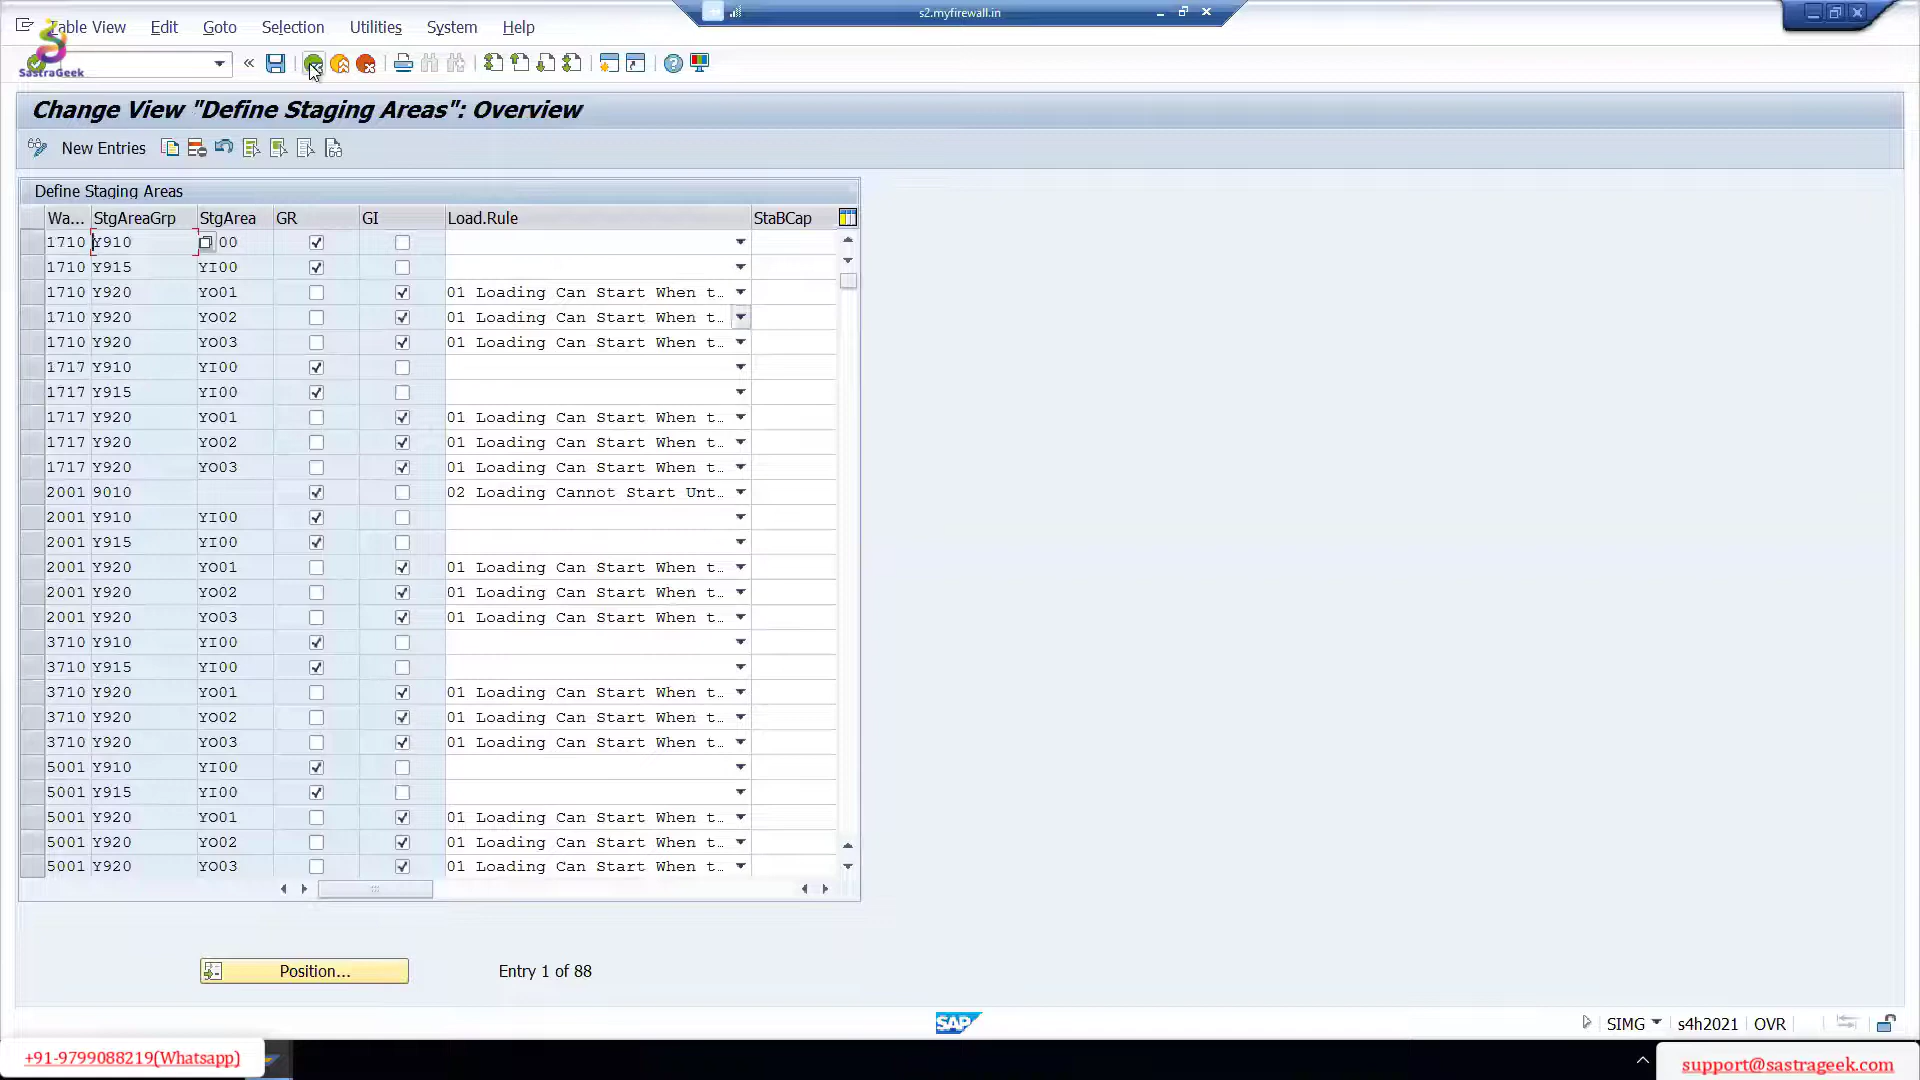 s2.myfirewall.in
Table View Edit Goto Selection Utilities System Help
SastraGeek
Change View "Define Staging Areas": Overview
New Entries
Define Staging Areas
Wa... StgAreaGrp StgArea GR GI Load.Rule StaBCap
1710 Y910 00
1710 Y915 YI00
1710 Y920 YO01 01 Loading Can Start When t…
1710 Y920 YO02 01 Loading Can Start When t…
1710 Y920 YO03 01 Loading Can Start When t…
1717 Y910 YI00
1717 Y915 YI00
1717 Y920 YO01 01 Loading Can Start When t…
1717 Y920 YO02 01 Loading Can Start When t…
1717 Y920 YO03 01 Loading Can Start When t…
2001 9010 02 Loading Cannot Start Unt…
2001 Y910 YI00
2001 Y915 YI00
2001 Y920 YO01 01 Loading Can Start When t…
2001 Y920 YO02 01 Loading Can Start When t…
2001 Y920 YO03 01 Loading Can Start When t…
3710 Y910 YI00
3710 Y915 YI00
3710 Y920 YO01 01 Loading Can Start When t…
3710 Y920 YO02 01 Loading Can Start When t…
3710 Y920 YO03 01 Loading Can Start When t…
5001 Y910 YI00
5001 Y915 YI00
5001 Y920 YO01 01 Loading Can Start When t…
5001 Y920 YO02 01 Loading Can Start When t…
5001 Y920 YO03 01 Loading Can Start When t…
Position... Entry 1 of 88
SAP
SIMG s4h2021 OVR
+91-9799088219(Whatsapp)
support@sastrageek.com